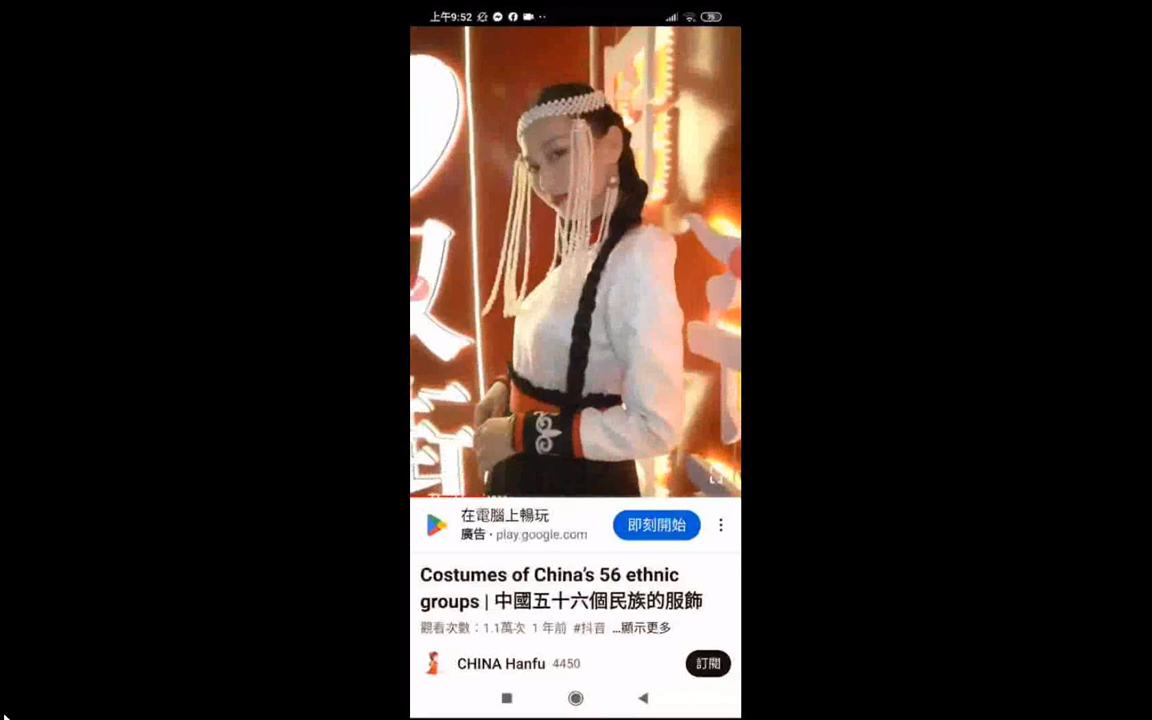 上午9:52
79
在電腦上暢玩
廣告 · play.google.com
即刻開始
Costumes of China's 56 ethnic
groups | 中國五十六個民族的服飾
觀看次數：1.1萬次 1 年前 #抖音 ...顯示更多
CHINA Hanfu 4450
訂閱